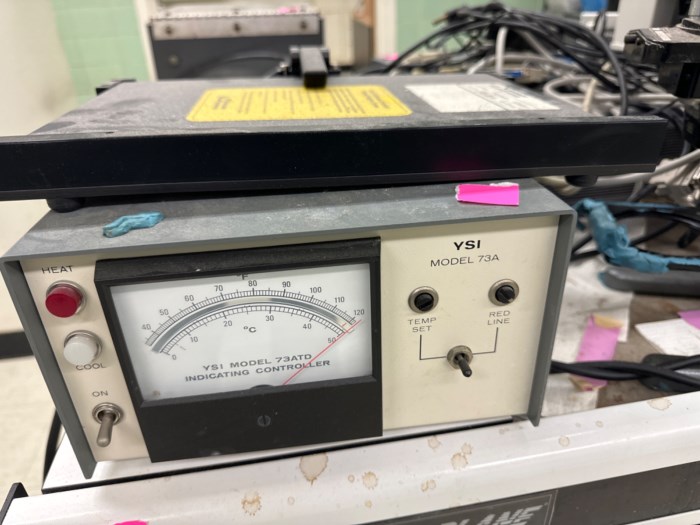 YSI
MODEL 73A
HEAT
COOL
ON
°F
40 50 60 70 80 90 100 110 120
0 10 20 30 40 50
°C
YSI MODEL 73ATD
INDICATING CONTROLLER
TEMP
SET
RED
LINE
PLANE